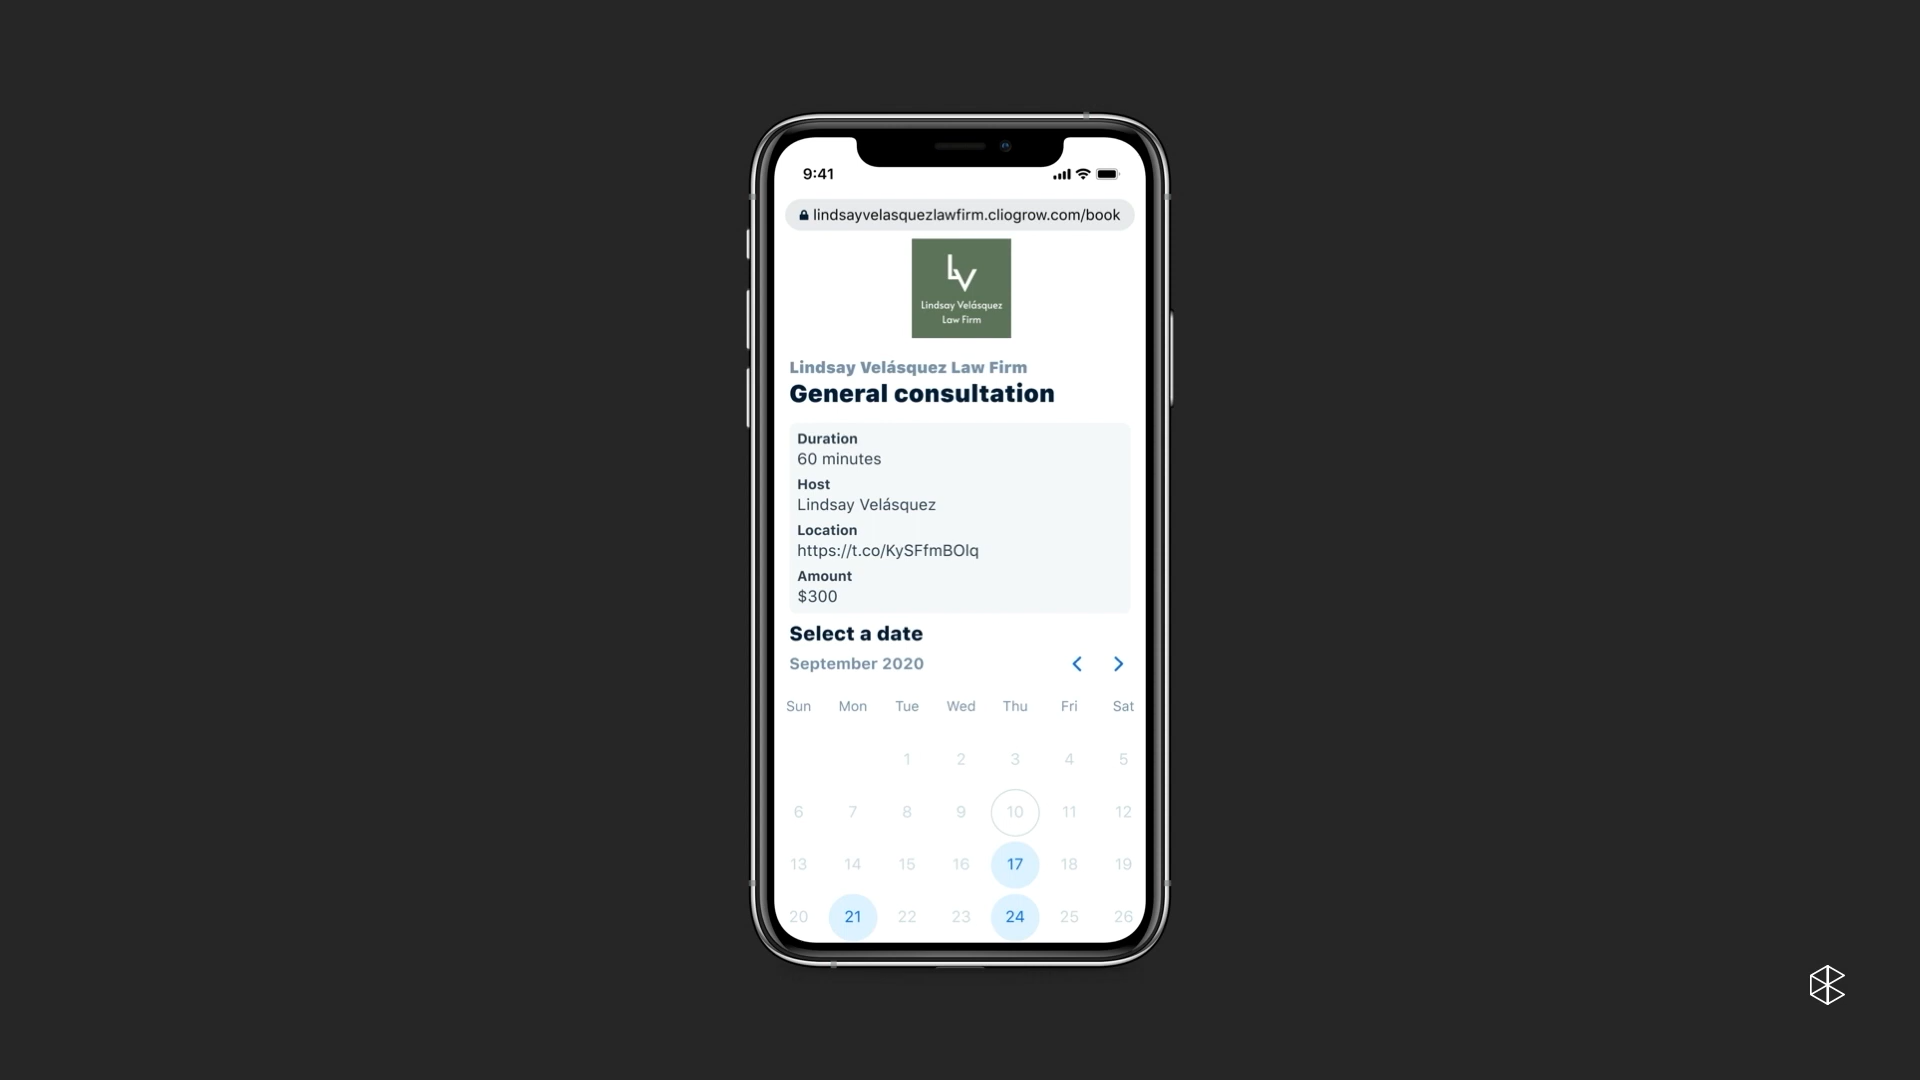 9:41
lindsayvelasquezlawfirm.cliogrow.com/book
LV
Lindsay Velásquez
Law Firm
Lindsay Velásquez Law Firm
General consultation
Duration
60 minutes
Host
Lindsay Velásquez
Location
https://t.co/KySFfmBOlq
Amount
$300
Select a date
September 2020
Sun Mon Tue Wed Thu Fri Sat
1 2 3 4 5
6 7 8 9 10 11 12
13 14 15 16 17 18 19
20 21 22 23 24 25 26